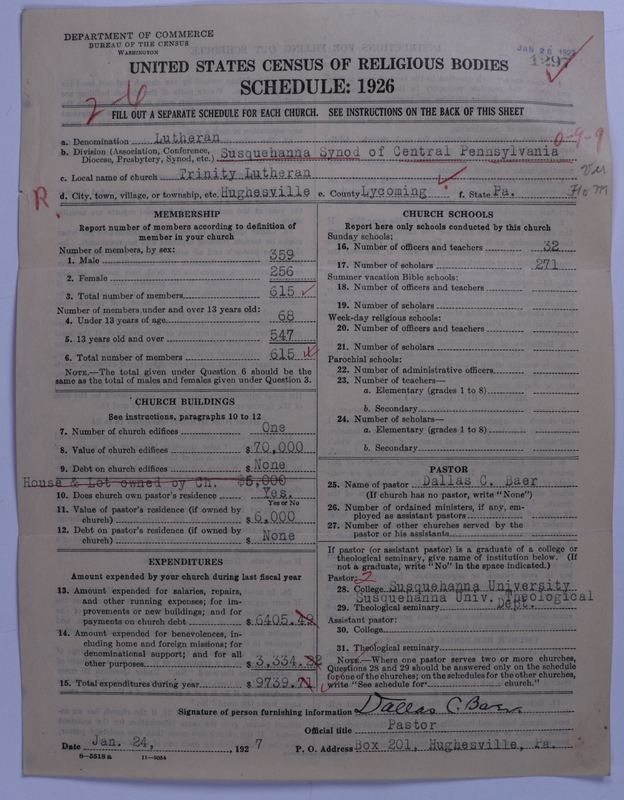 DEPARTMENT OF COMMERCE
BUREAU OF THE CENSUS
WASHINGTON
JAN 26 1927
1297
UNITED STATES CENSUS OF RELIGIOUS BODIES
SCHEDULE: 1926
2-6
FILL OUT A SEPARATE SCHEDULE FOR EACH CHURCH. SEE INSTRUCTIONS ON THE BACK OF THIS SHEET
a. Denomination Lutheran
0-9-9
b. Division (Association, Conference, Diocese, Presbytery, Synod, etc.) Susquehanna Synod of Central Pennsylvania
c. Local name of church Trinity Lutheran
R.
d. City, town, village, or township, etc. Hughesville e. County Lycoming f. State Pa.
MEMBERSHIP
Report number of members according to definition of
member in your church
Number of members, by sex:
1. Male 359
2. Female 256
3. Total number of members 615
Number of members under and over 13 years old:
4. Under 13 years of age 68
5. 13 years old and over 547
6. Total number of members 615
NOTE.—The total given under Question 6 should be the
same as the total of males and females given under Question 3.
CHURCH BUILDINGS
See instructions, paragraphs 10 to 12
7. Number of church edifices One
8. Value of church edifices $70,000
9. Debt on church edifices $None
House & Lot owned by Ch. $5,000
10. Does church own pastor's residence Yes.
Yes or No
11. Value of pastor's residence (if owned by
church) $6,000
12. Debt on pastor's residence (if owned by
church) $ None
EXPENDITURES
Amount expended by your church during last fiscal year
13. Amount expended for salaries, repairs,
and other running expenses; for im-
provements or new buildings; and for
payments on church debt $6405.49
14. Amount expended for benevolences, in-
cluding home and foreign missions; for
denominational support; and for all
other purposes $3,334.22
15. Total expenditures during year $9739.71
CHURCH SCHOOLS
Report here only schools conducted by this church
Sunday schools:
16. Number of officers and teachers 32
17. Number of scholars 271
Summer vacation Bible schools:
18. Number of officers and teachers
19. Number of scholars
Week-day religious schools:
20. Number of officers and teachers
21. Number of scholars
Parochial schools:
22. Number of administrative officers
23. Number of teachers—
a. Elementary (grades 1 to 8)
b. Secondary
24. Number of scholars—
a. Elementary (grades 1 to 8)
b. Secondary
PASTOR
25. Name of pastor Dallas C. Baer
(If church has no pastor, write "None")
26. Number of ordained ministers, if any, em-
ployed as assistant pastors
27. Number of other churches served by the
pastor or his assistants
If pastor (or assistant pastor) is a graduate of a college or
theological seminary, give name of institution below. (If
not a graduate, write "No" in the space indicated.)
Pastor: 2
28. College Susquehanna University
Susquehanna Univ. Theological
29. Theological seminary Dept.
Assistant pastor:
30. College
31. Theological seminary
NOTE.—Where one pastor serves two or more churches,
Questions 28 and 29 should be answered only on the schedule
for one of the churches; on the schedules for the other churches,
write "See schedule for church."
Signature of person furnishing information Dallas C. Baer
Official title Pastor
Date Jan. 24, 1927 P. O. Address Box 201, Hughesville, Pa.
8—5518a 11—9034